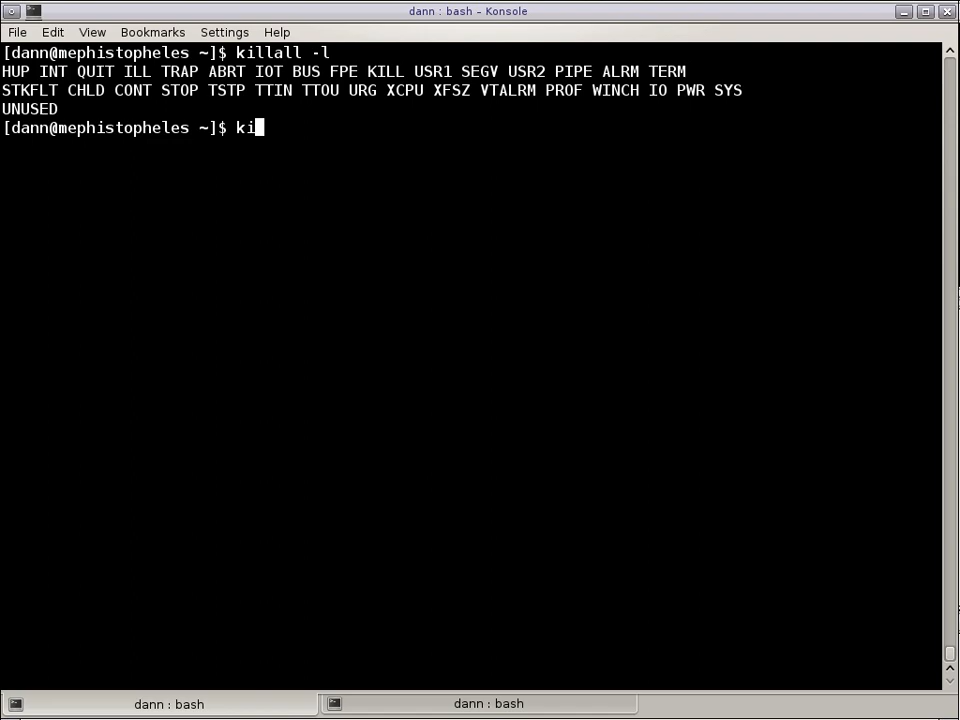 dann : bash – Konsole
File Edit View Bookmarks Settings Help
[dann@mephistopheles ~]$ killall -l
HUP INT QUIT ILL TRAP ABRT IOT BUS FPE KILL USR1 SEGV USR2 PIPE ALRM TERM
STKFLT CHLD CONT STOP TSTP TTIN TTOU URG XCPU XFSZ VTALRM PROF WINCH IO PWR SYS
UNUSED
[dann@mephistopheles ~]$ ki
dann : bash dann : bash